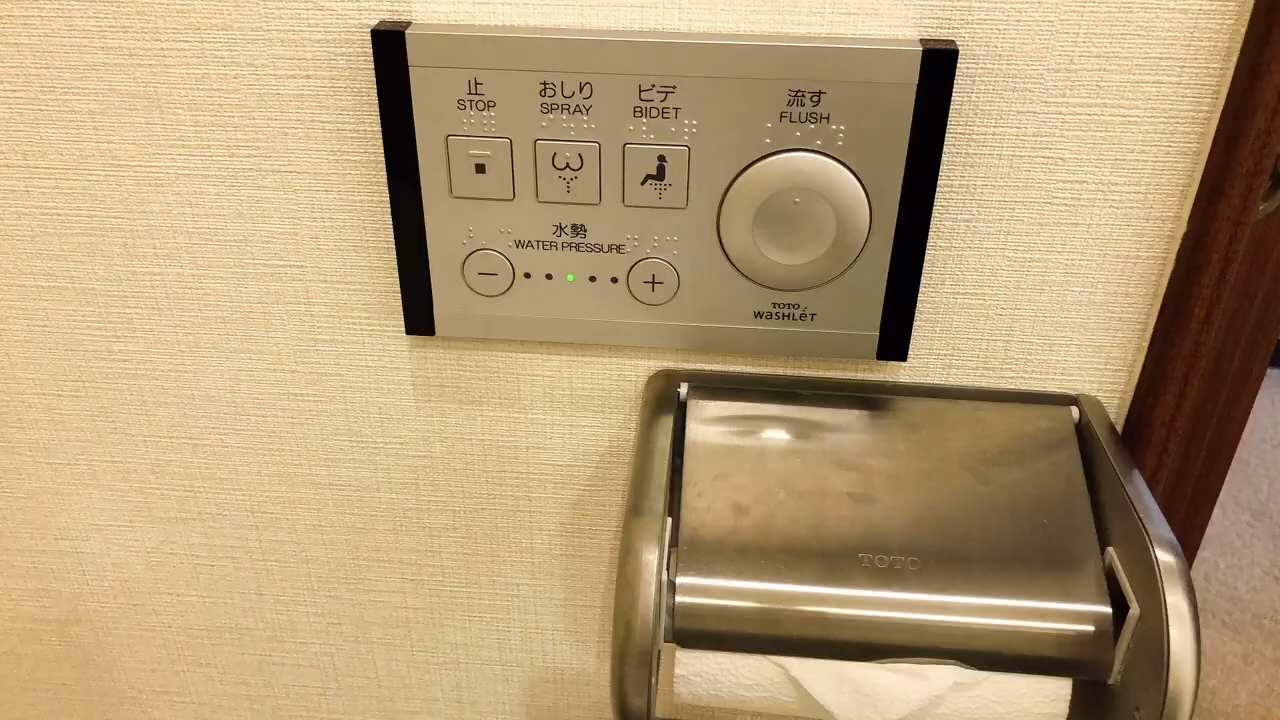 止
STOP
おしり
SPRAY
ビデ
BIDET
流す
FLUSH
水勢
WATER PRESSURE
TOTO
WASHLET
TOTO